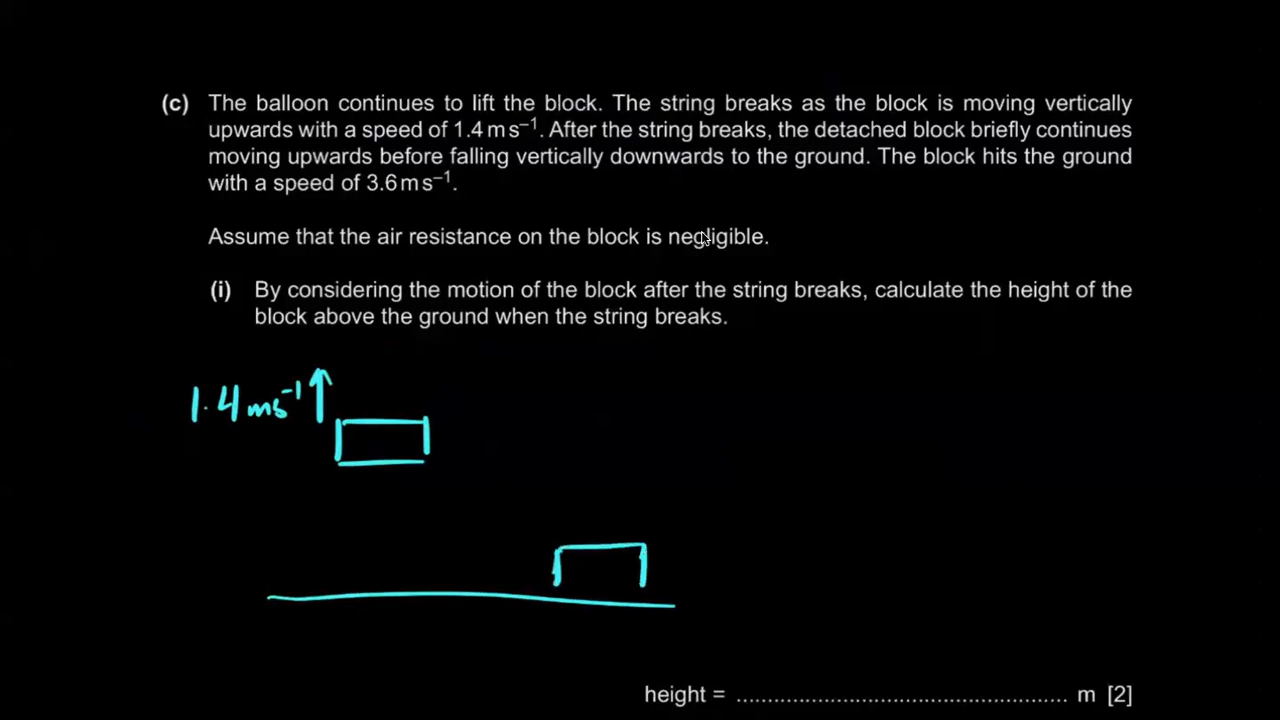 (c) The balloon continues to lift the block. The string breaks as the block is moving vertically
upwards with a speed of 1.4 m s⁻¹. After the string breaks, the detached block briefly continues
moving upwards before falling vertically downwards to the ground. The block hits the ground
with a speed of 3.6 m s⁻¹.
Assume that the air resistance on the block is negligible.
(i) By considering the motion of the block after the string breaks, calculate the height of the
block above the ground when the string breaks.
1.4 ms⁻¹
height = ...................................................... m [2]